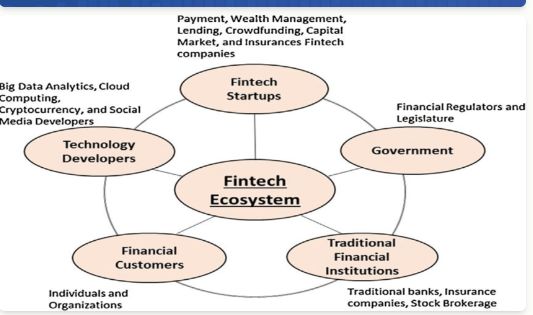 Payment, Wealth Management,
Lending, Crowdfunding, Capital
Market, and Insurances Fintech
companies
Fintech
Startups
Big Data Analytics, Cloud
Computing,
Cryptocurrency, and Social
Media Developers
Financial Regulators and
Legislature
Technology
Developers
Government
Fintech
Ecosystem
Financial
Customers
Traditional
Financial
Institutions
Individuals and
Organizations
Traditional banks, Insurance
companies, Stock Brokerage